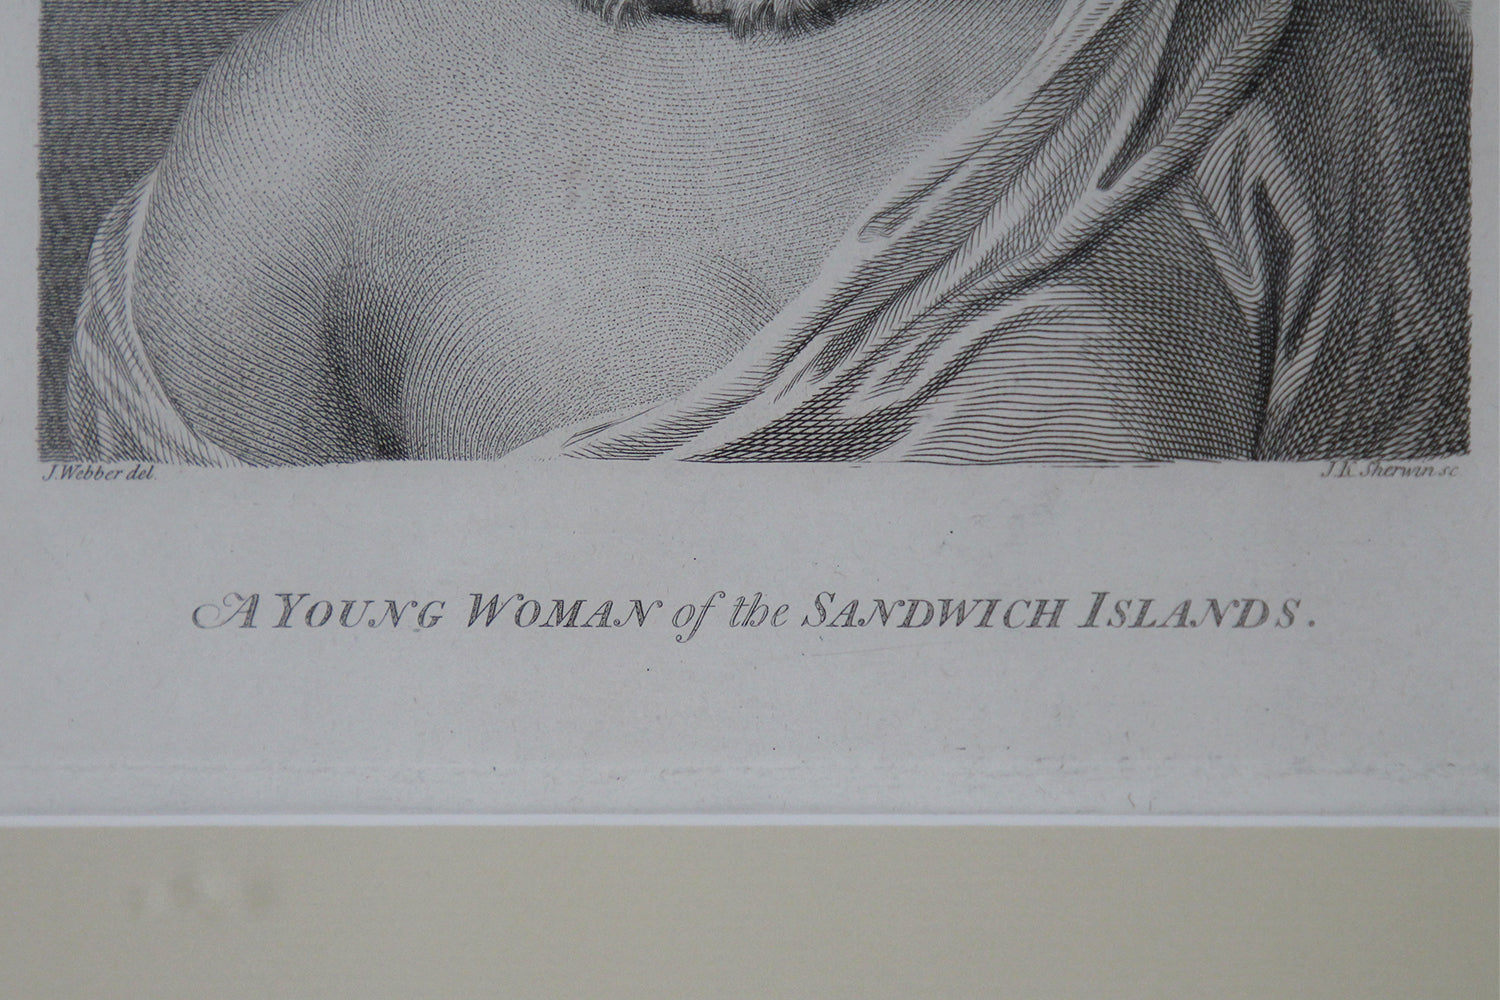 J. Webber del.
J. K. Sherwin sc
A YOUNG WOMAN of the SANDWICH ISLANDS.